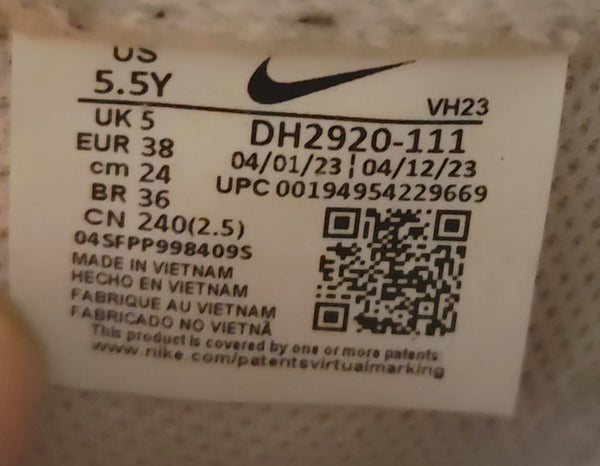 US
5.5Y
VH23
UK 5
EUR 38
cm 24
BR 36
CN 240(2.5)
DH2920-111
04/01/23 | 04/12/23
UPC 00194954229669
04SFPP998409S
MADE IN VIETNAM
HECHO EN VIETNAM
FABRIQUE AU VIETNAM
FABRICADO NO VIETNÃ
This product is covered by one or more patents:
www.nike.com/patentsvirtualmarking